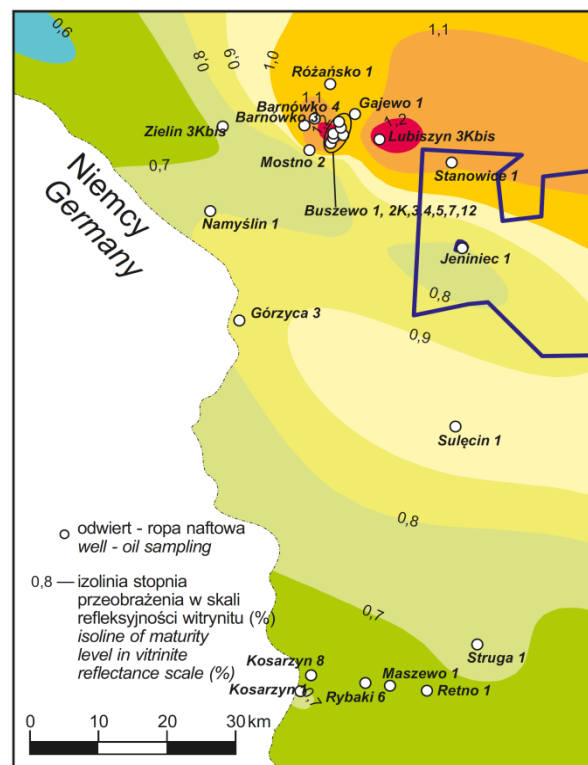 0,6
0,8
0,9
1,0
1,1
Różańsko 1
1,1
Barnówko 4
Gajewo 1
Barnówko
1,2
Zielin 3Kbis
Lubiszyn 3Kbis
Mostno 2
0,7
Stanowice 1
Niemcy
Germany
Buszewo 1, 2K,3,4,5,7,12
Namyślin 1
Jeniniec 1
0,8
Górzyca 3
0,9
Sulęcin 1
0,8
odwiert - ropa naftowa
well - oil sampling
0,8 — izolinia stopnia
przeobrażenia w skali
refleksyjności witrynitu (%)
isoline of maturity
level in vitrinite
reflectance scale (%)
0,7
Struga 1
Kosarzyn 8
Maszewo 1
Kosarzyn 1
0,7
Rybaki 6
Retno 1
0 10 20 30 km